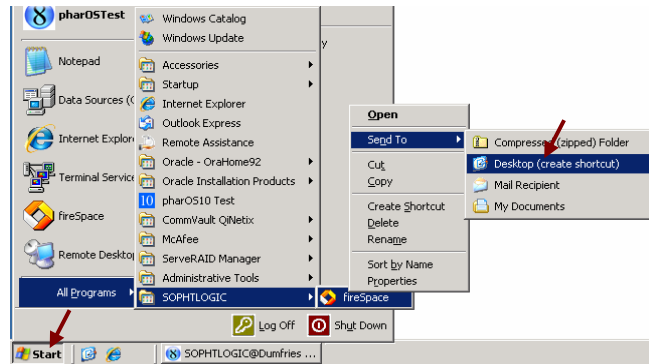 pharOSTest
Notepad
Data Sources (O
Internet Explor
Terminal Service
fireSpace
Remote Deskto
All Programs
Windows Catalog
Windows Update
Accessories
Startup
Internet Explorer
Outlook Express
Remote Assistance
Oracle - OraHome92
Oracle Installation Products
10 pharOS10 Test
CommVault QiNetix
McAfee
ServeRAID Manager
Administrative Tools
SOPHTLOGIC
y
fireSpace
Open
Send To
Cut
Copy
Create Shortcut
Delete
Rename
Sort by Name
Properties
Compressed (zipped) Folder
Desktop (create shortcut)
Mail Recipient
My Documents
Log Off
Shut Down
Start
SOPHTLOGIC@Dumfries ...